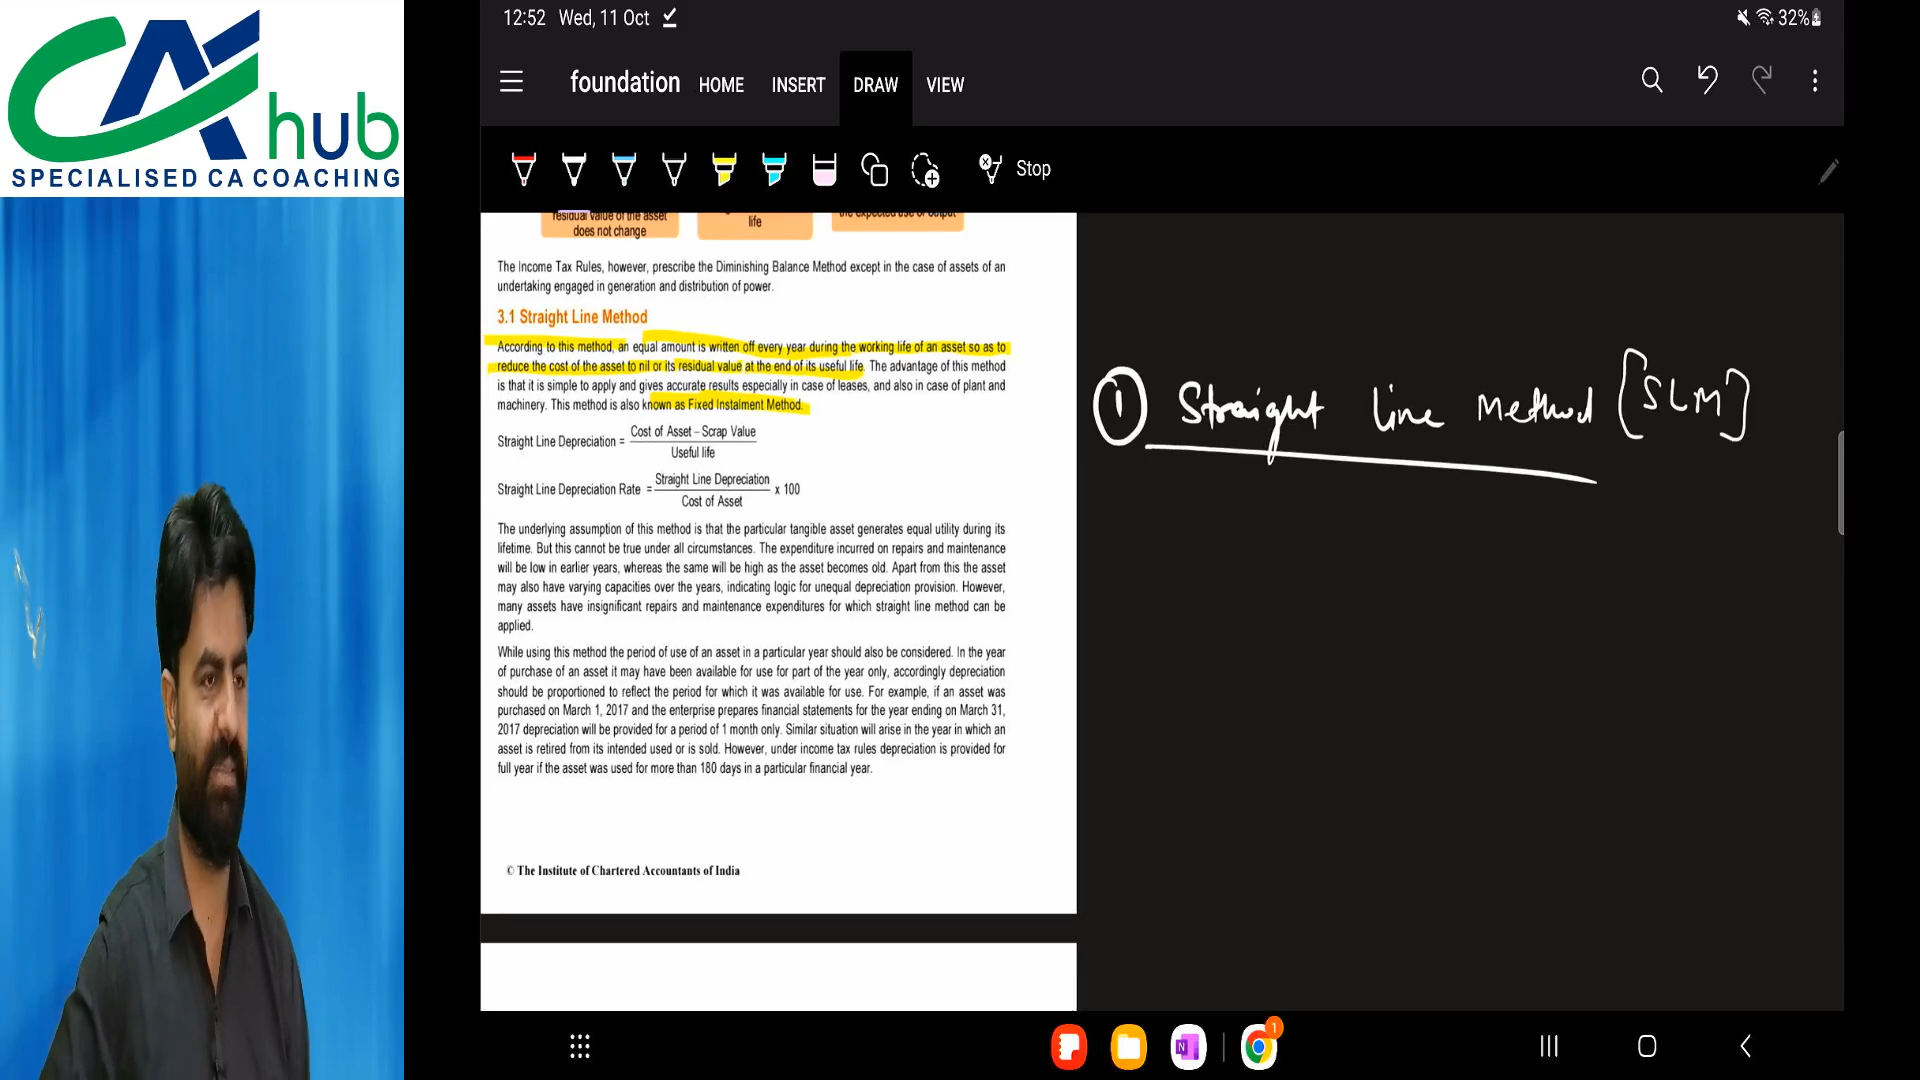 CA hub
SPECIALISED CA COACHING
12:52 Wed, 11 Oct
32%
foundation HOME INSERT DRAW VIEW
Stop
residual value of the asset
does not change
life
the expected use or output
The Income Tax Rules, however, prescribe the Diminishing Balance Method except in the case of assets of an
undertaking engaged in generation and distribution of power.
3.1 Straight Line Method
According to this method, an equal amount is written off every year during the working life of an asset so as to
reduce the cost of the asset to nil or its residual value at the end of its useful life. The advantage of this method
is that it is simple to apply and gives accurate results especially in case of leases, and also in case of plant and
machinery. This method is also known as Fixed Instalment Method.
Straight Line Depreciation = Cost of Asset – Scrap Value
Useful life
Straight Line Depreciation Rate = Straight Line Depreciation x 100
Cost of Asset
The underlying assumption of this method is that the particular tangible asset generates equal utility during its
lifetime. But this cannot be true under all circumstances. The expenditure incurred on repairs and maintenance
will be low in earlier years, whereas the same will be high as the asset becomes old. Apart from this the asset
may also have varying capacities over the years, indicating logic for unequal depreciation provision. However,
many assets have insignificant repairs and maintenance expenditures for which straight line method can be
applied.
While using this method the period of use of an asset in a particular year should also be considered. In the year
of purchase of an asset it may have been available for use for part of the year only, accordingly depreciation
should be proportioned to reflect the period for which it was available for use. For example, if an asset was
purchased on March 1, 2017 and the enterprise prepares financial statements for the year ending on March 31,
2017 depreciation will be provided for a period of 1 month only. Similar situation will arise in the year in which an
asset is retired from its intended used or is sold. However, under income tax rules depreciation is provided for
full year if the asset was used for more than 180 days in a particular financial year.
© The Institute of Chartered Accountants of India
① Straight Line Method [SLM]
1